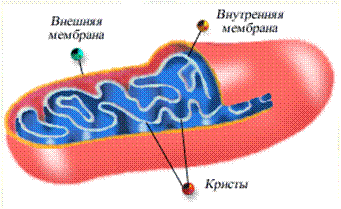 Внешняя
мембрана
Внутренняя
мембрана
Кристы